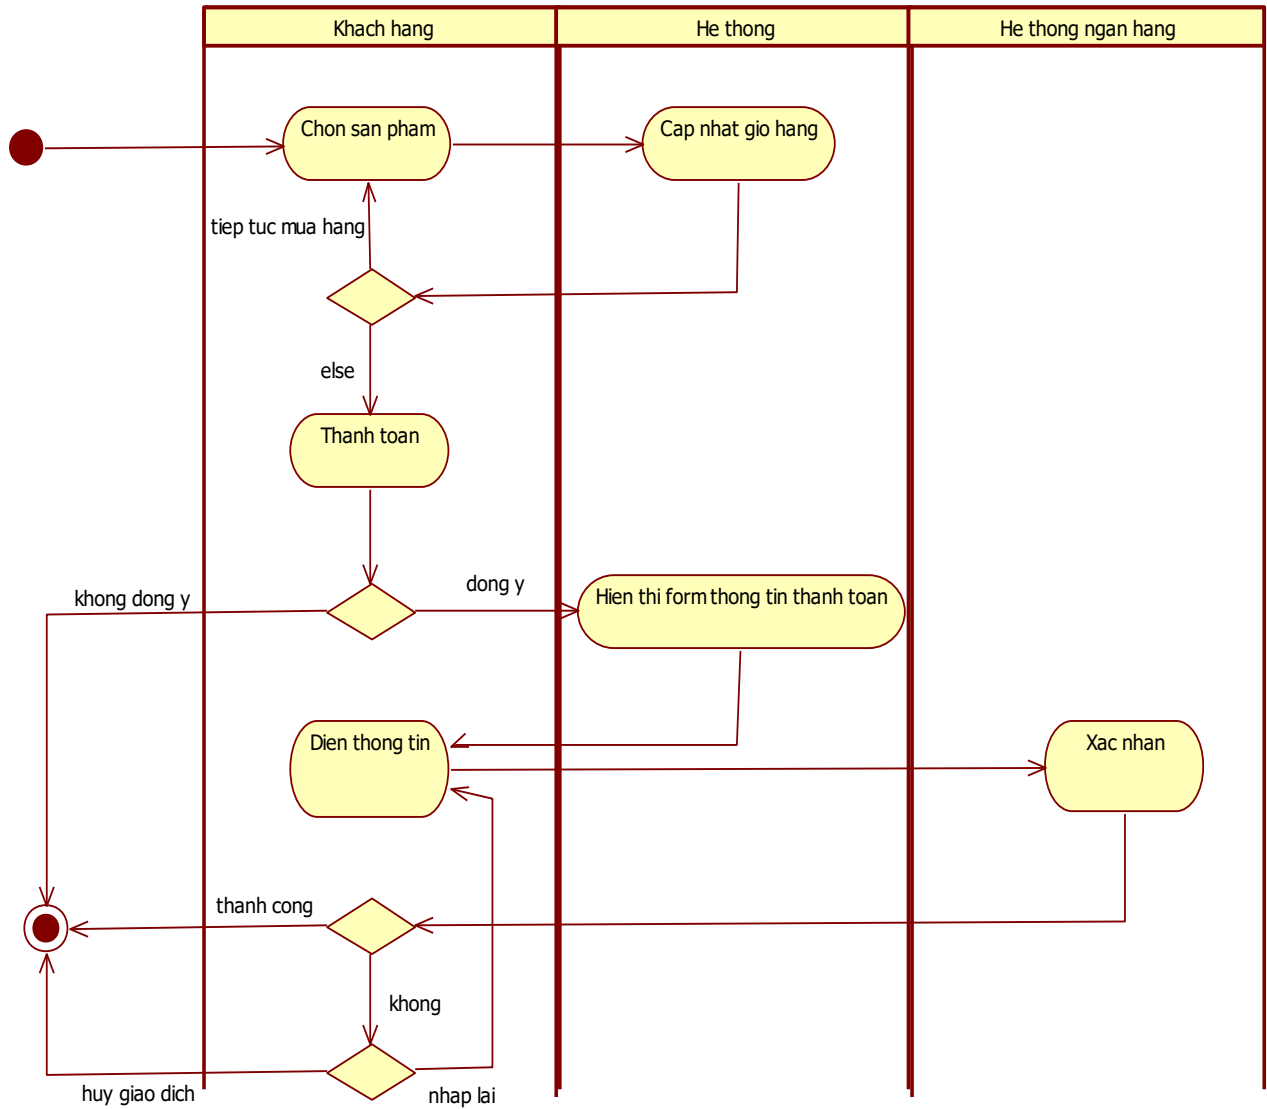 Khach hang
He thong
He thong ngan hang
Chon san pham
Cap nhat gio hang
tiep tuc mua hang
else
Thanh toan
dong y
khong dong y
Hien thi form thong tin thanh toan
Dien thong tin
Xac nhan
thanh cong
khong
huy giao dich
nhap lai